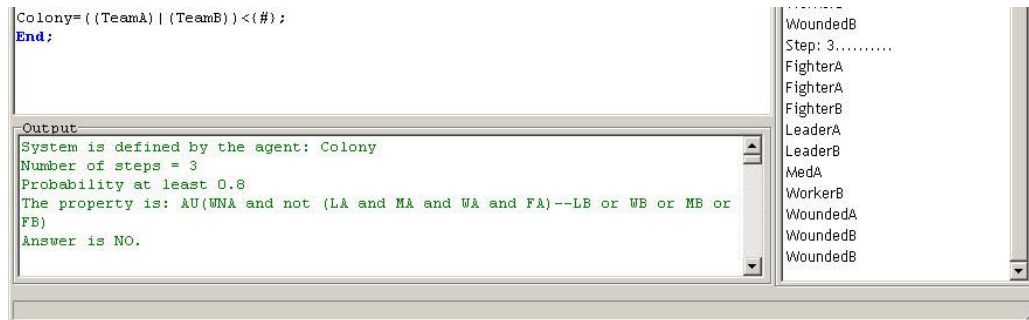 Colony=((TeamA)|(TeamB))<{#};
End;
Output
System is defined by the agent: Colony
Number of steps = 3
Probability at least 0.8
The property is: AU(WNA and not (LA and MA and WA and FA)--LB or WB or MB or
FB)
Answer is NO.
WoundedB
Step: 3..........
FighterA
FighterA
FighterB
LeaderA
LeaderB
MedA
WorkerB
WoundedA
WoundedB
WoundedB